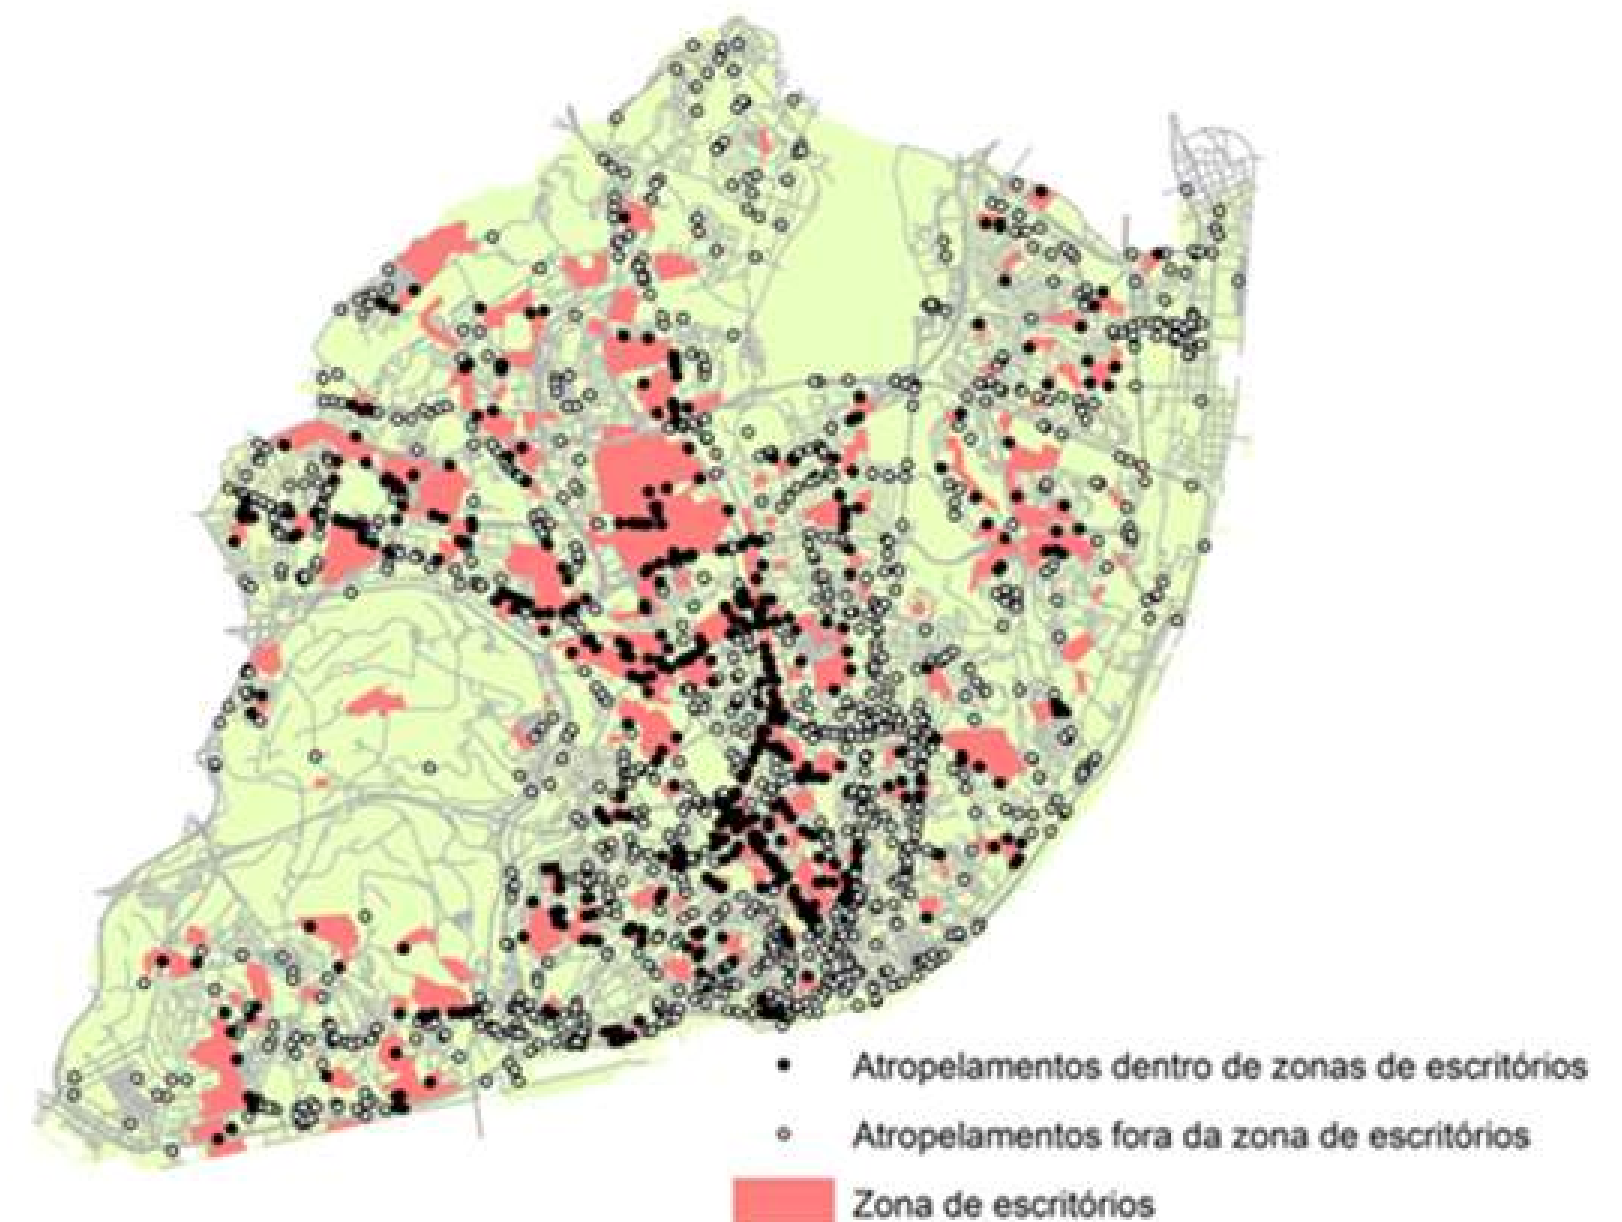 Atropelamentos dentro de zonas de escritórios
Atropelamentos fora da zona de escritórios
Zona de escritórios